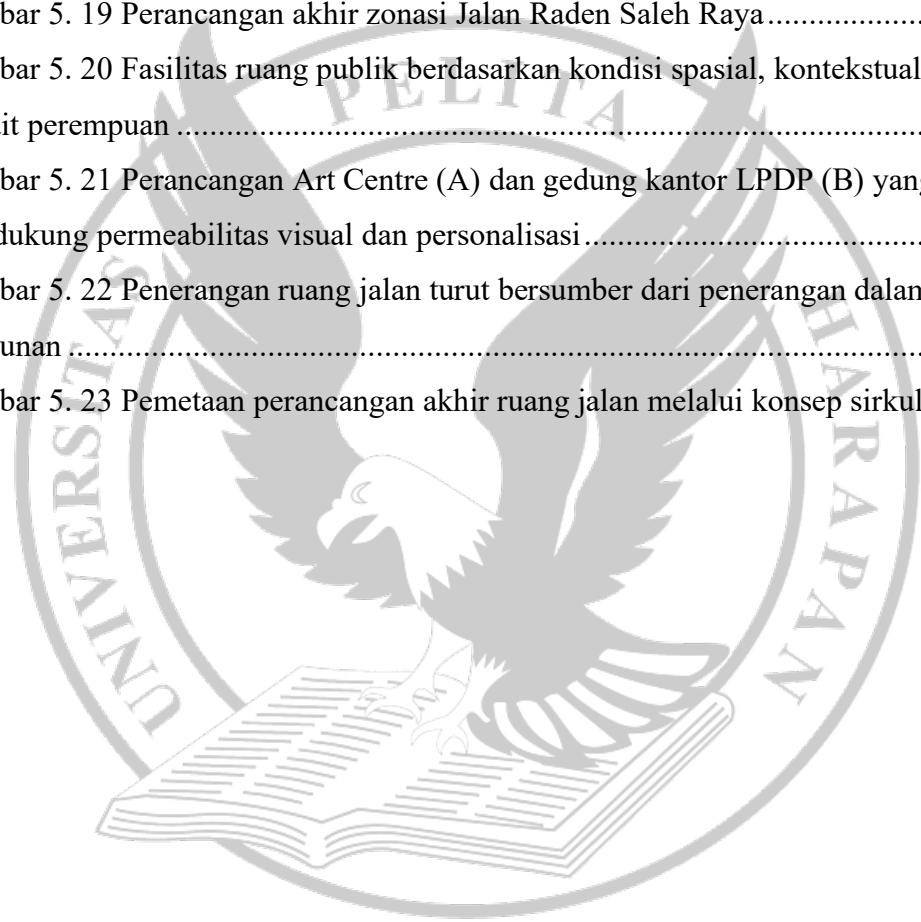 bar 5. 19 Perancangan akhir zonasi Jalan Raden Saleh Raya....................
bar 5. 20 Fasilitas ruang publik berdasarkan kondisi spasial, kontekstual
it perempuan ..........................................................................................
bar 5. 21 Perancangan Art Centre (A) dan gedung kantor LPDP (B) yang
dukung permeabilitas visual dan personalisasi..........................................
bar 5. 22 Penerangan ruang jalan turut bersumber dari penerangan dalam
unan .......................................................................................................
bar 5. 23 Pemetaan perancangan akhir ruang jalan melalui konsep sirkul
UNIVERSITAS
PELITA
HARAPAN